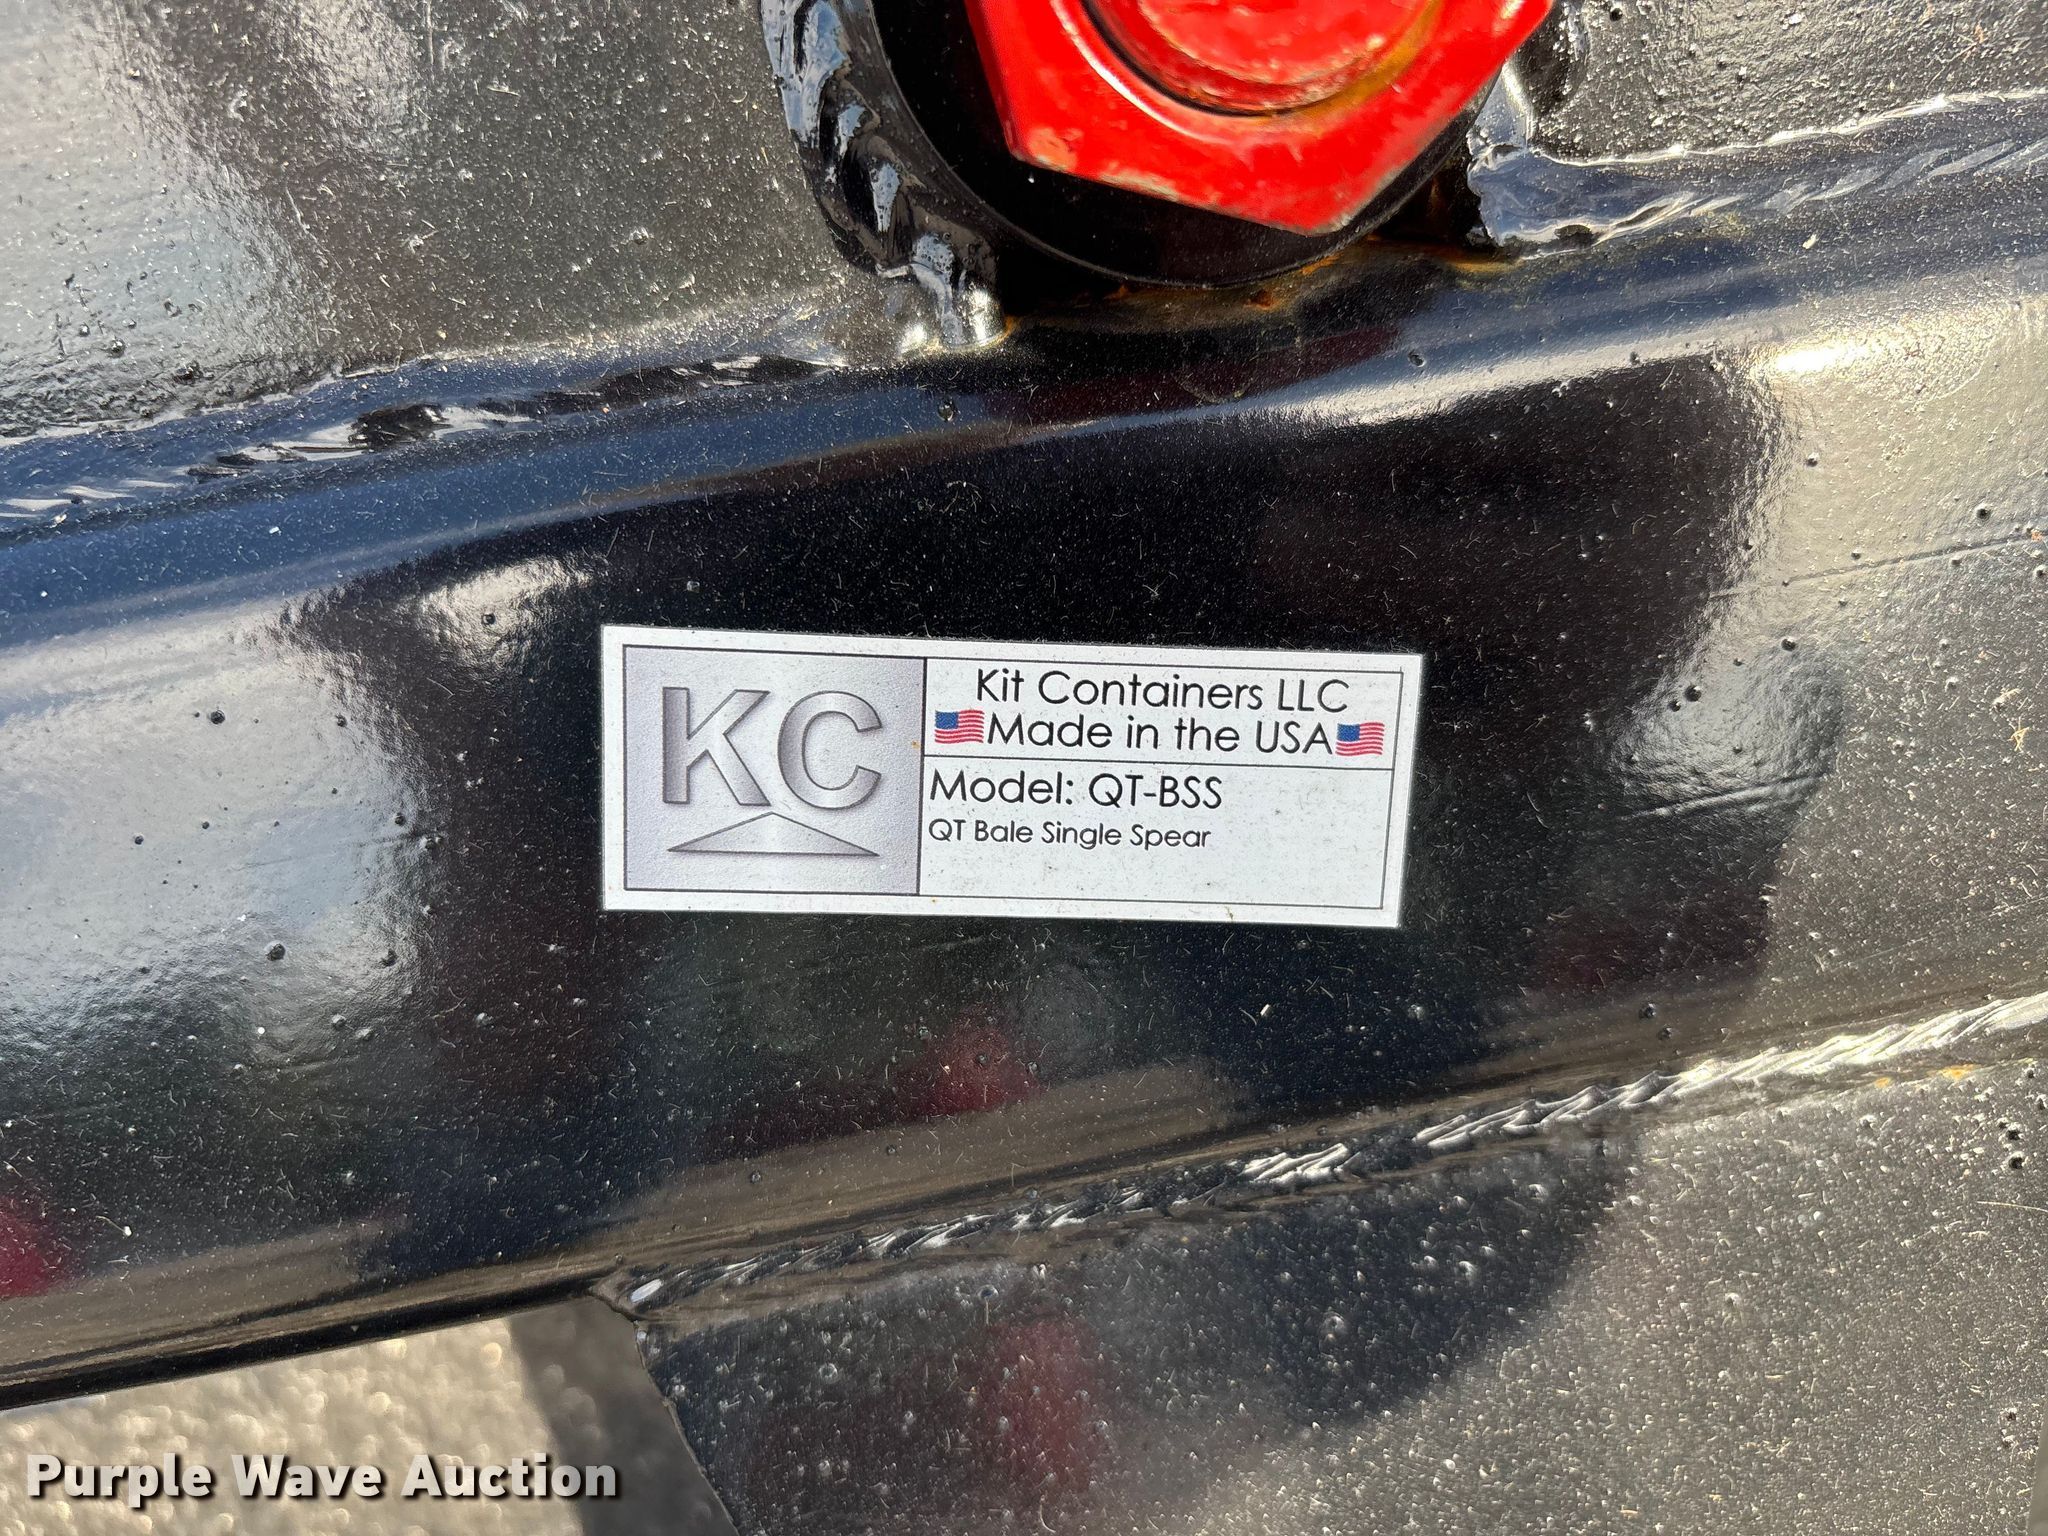 KC
Kit Containers LLC
Made in the USA
Model: QT-BSS
QT Bale Single Spear
Purple Wave Auction